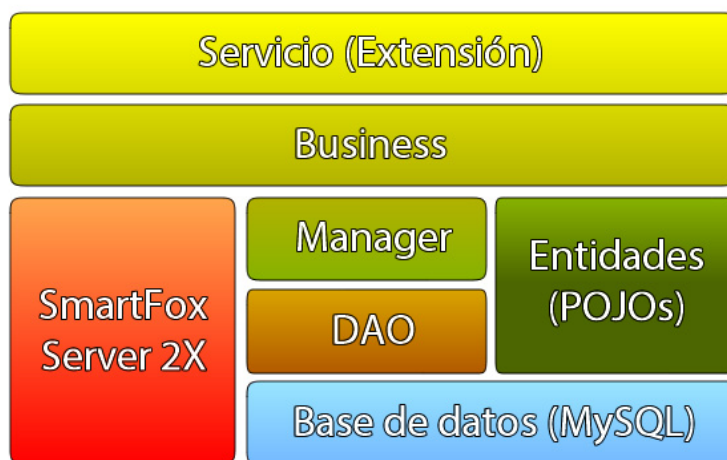 Servicio (Extensión)
Business
SmartFox
Server 2X
Manager
DAO
Entidades
(POJOs)
Base de datos (MySQL)